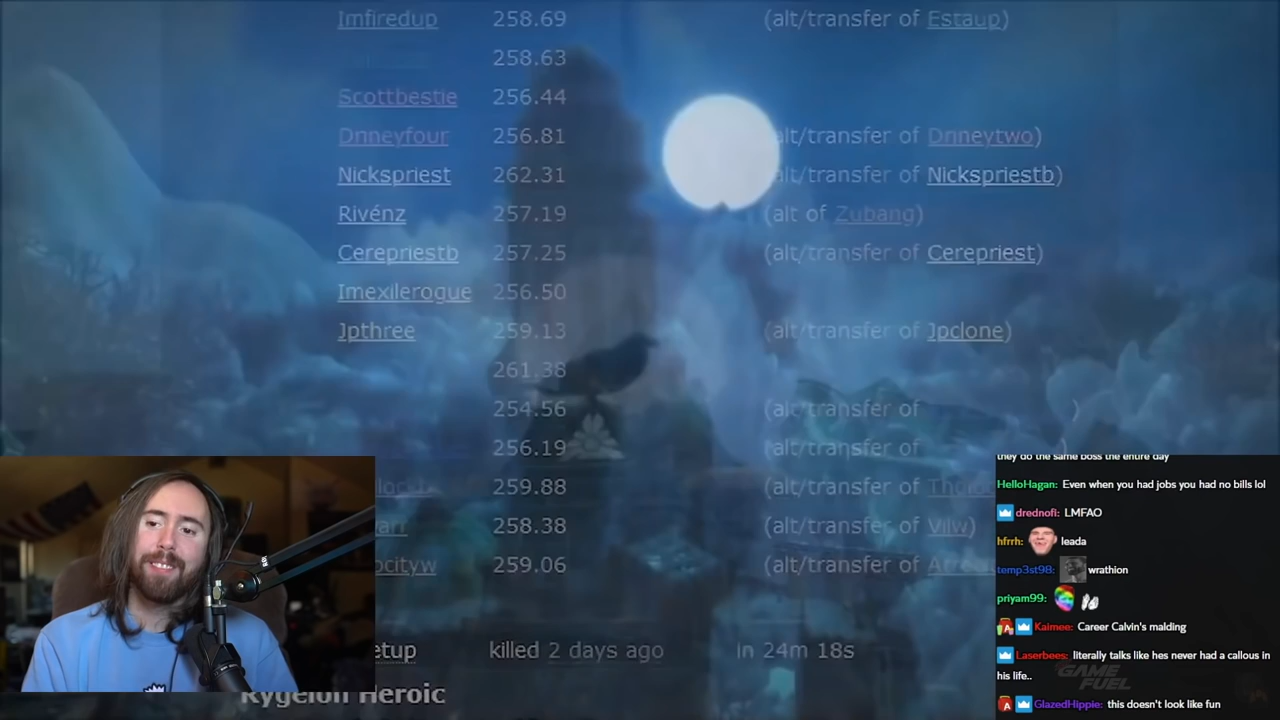 Imfiredup 258.69 (alt/transfer of Estaup)
258.63
Scottbestie 256.44
Dnneyfour 256.81 alt/transfer of Dnneytwo)
Nickspriest 262.31 alt/transfer of Nickspriestb)
Rivénz 257.19 (alt of Zubang)
Cerepriestb 257.25 (alt/transfer of Cerepriest)
Imexilerogue 256.50
Jpthree 259.13 (alt/transfer of Jpclone)
261.38
254.56 (alt/transfer of
256.19 (alt/transfer of
259.88 (alt/transfer of
258.38 (alt/transfer of Vilw)
259.06 (alt/transfer of
etup killed 2 days ago in 24m 18s
Rygelon Heroic
they do the same boss the entire day
HelloHagan: Even when you had jobs you had no bills lol
drednofi: LMFAO
hfrrh: leada
temp3st98: wrathion
priyam99:
Kaimee: Career Calvin's malding
Laserbees: literally talks like hes never had a callous in
his life..
GAME
FUEL
GlazedHippie: this doesn't look like fun